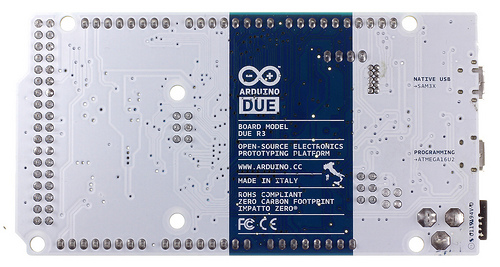 ARDUINO
DUE
BOARD MODEL
DUE R3
OPEN-SOURCE ELECTRONICS
PROTOTYPING PLATFORM
WWW.ARDUINO.CC
MADE IN ITALY
ROHS COMPLIANT
ZERO CARBON FOOTPRINT
IMPATTO ZERO®
FC CE
NATIVE USB
→SAM3X
PROGRAMMING
→ATMEGA16U2